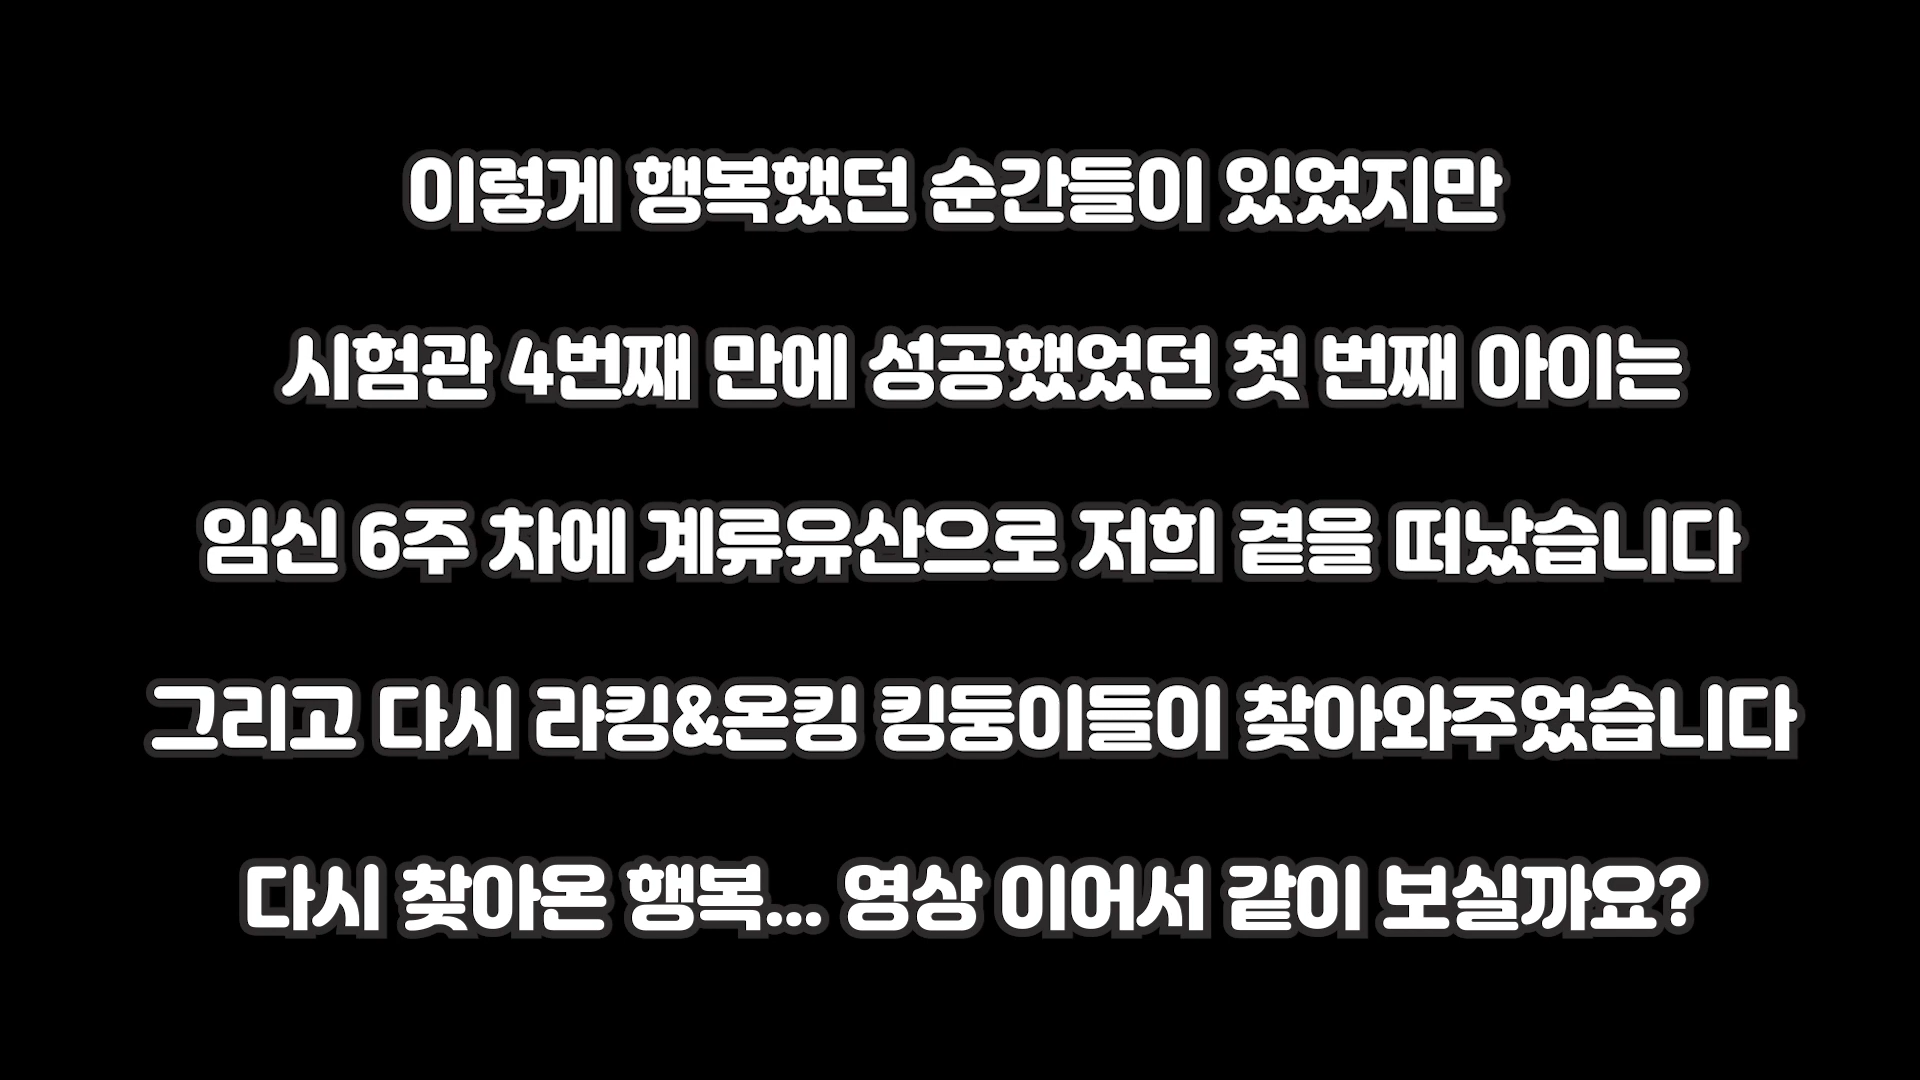 이렇게 행복했던 순간들이 있었지만
시험관 4번째 만에 성공했었던 첫 번째 아이는
임신 6주 차에 계류유산으로 저희 곁을 떠났습니다
그리고 다시 라킹&온킹 킹둥이들이 찾아와주었습니다
다시 찾아온 행복... 영상 이어서 같이 보실까요?